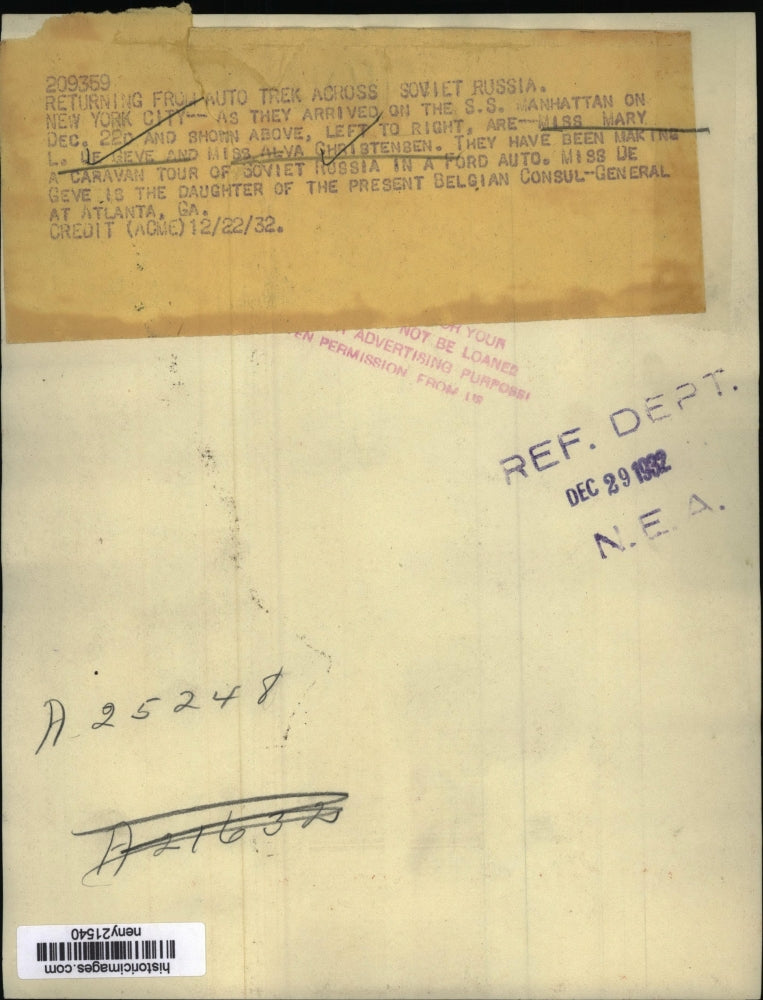 209359
RETURNING FROM AUTO TREK ACROSS SOVIET RUSSIA.
NEW YORK CITY-- AS THEY ARRIVED ON THE S.S. MANHATTAN ON
DEC. 22D AND SHOWN ABOVE, LEFT TO RIGHT, ARE--MISS MARY
L. DE GEVE AND MISS ALVA CHRISTENSEN. THEY HAVE BEEN MAKING
A CARAVAN TOUR OF SOVIET RUSSIA IN A FORD AUTO. MISS DE
GEVE IS THE DAUGHTER OF THE PRESENT BELGIAN CONSUL-GENERAL
AT ATLANTA, GA.
CREDIT (ACME) 12/22/32.
YOUR
NOT BE LOANED
ADVERTISING PURPOSES
PERMISSION FROM US
REF. DEPT.
DEC 29 1932
N.E.A.
A 25248
A21632
historicimages.com
neny21540